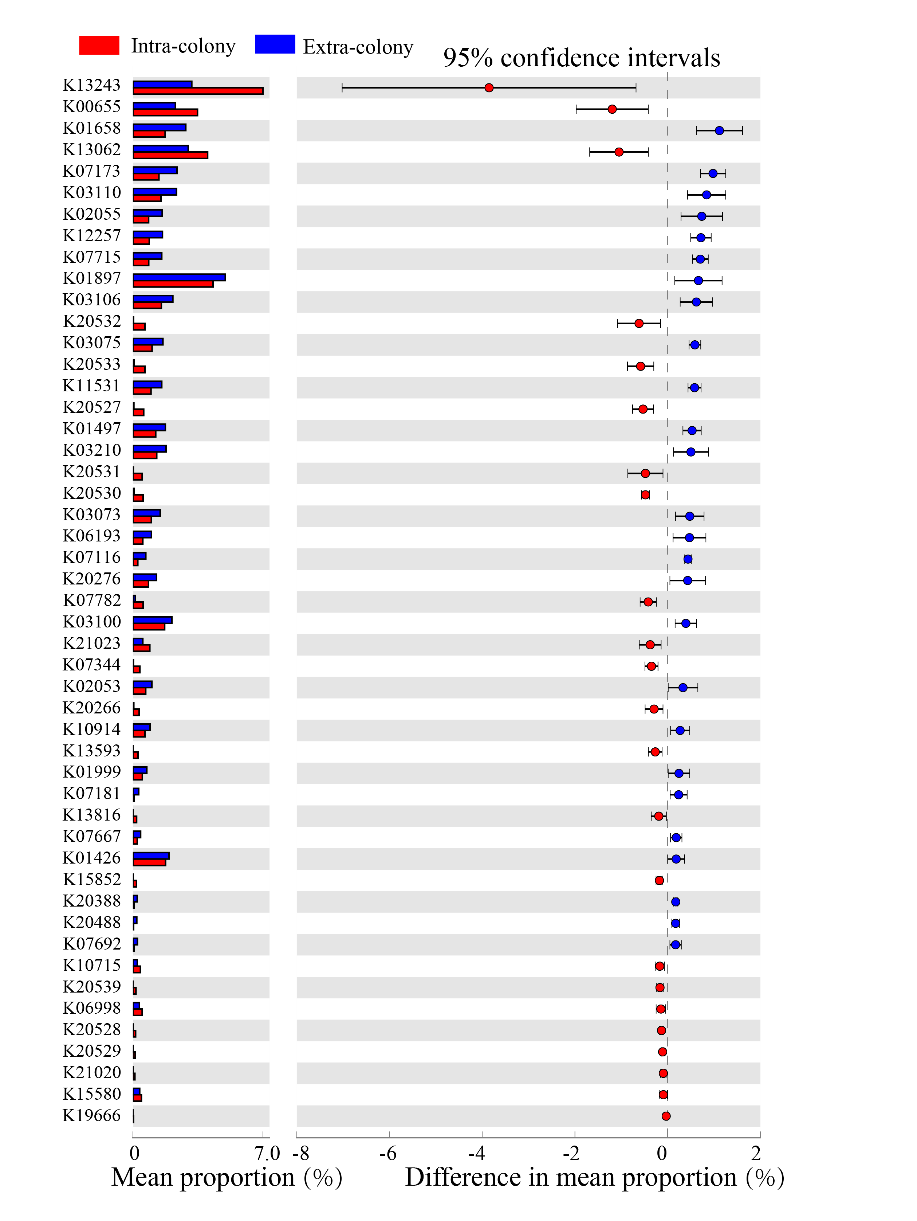 Intra-colony Extra-colony
95% confidence intervals
K13243
K00655
K01658
K13062
K07173
K03110
K02055
K12257
K07715
K01897
K03106
K20532
K03075
K20533
K11531
K20527
K01497
K03210
K20531
K20530
K03073
K06193
K07116
K20276
K07782
K03100
K21023
K07344
K02053
K20266
K10914
K13593
K01999
K07181
K13816
K07667
K01426
K15852
K20388
K20488
K07692
K10715
K20539
K06998
K20528
K20529
K21020
K15580
K19666
0 7.0 -8 -6 -4 -2 0 2
Mean proportion (%) Difference in mean proportion (%)